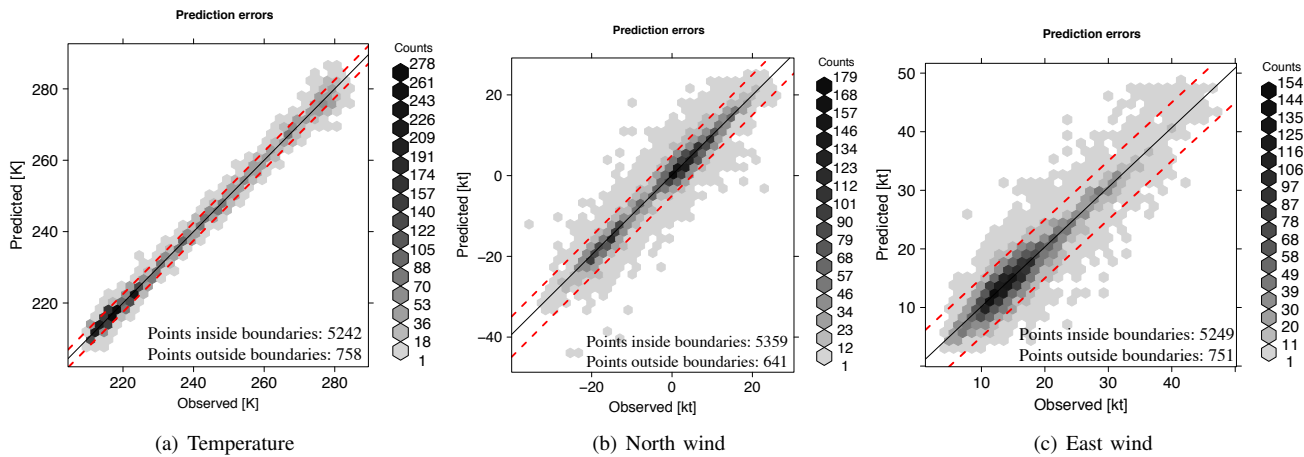 Prediction errors
Predicted [K]
280
260
240
220
220 240 260 280
Observed [K]
Points inside boundaries: 5242
Points outside boundaries: 758
Counts
278
261
243
226
209
191
174
157
140
122
105
88
70
53
36
18
1
(a) Temperature
Prediction errors
Predicted [kt]
20
0
−20
−40
−20 0 20
Observed [kt]
Points inside boundaries: 5359
Points outside boundaries: 641
Counts
179
168
157
146
134
123
112
101
90
79
68
57
46
34
23
12
1
(b) North wind
Prediction errors
Predicted [kt]
50
40
30
20
10
10 20 30 40 50
Observed [kt]
Points inside boundaries: 5249
Points outside boundaries: 751
Counts
154
144
135
125
116
106
97
87
78
68
58
49
39
30
20
11
1
(c) East wind